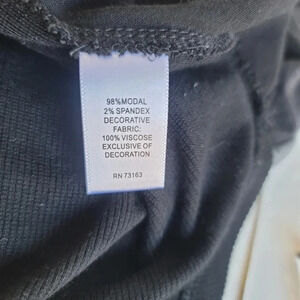 98%MODAL
2% SPANDEX
DECORATIVE
FABRIC:
100% VISCOSE
EXCLUSIVE OF
DECORATION
RN 73163